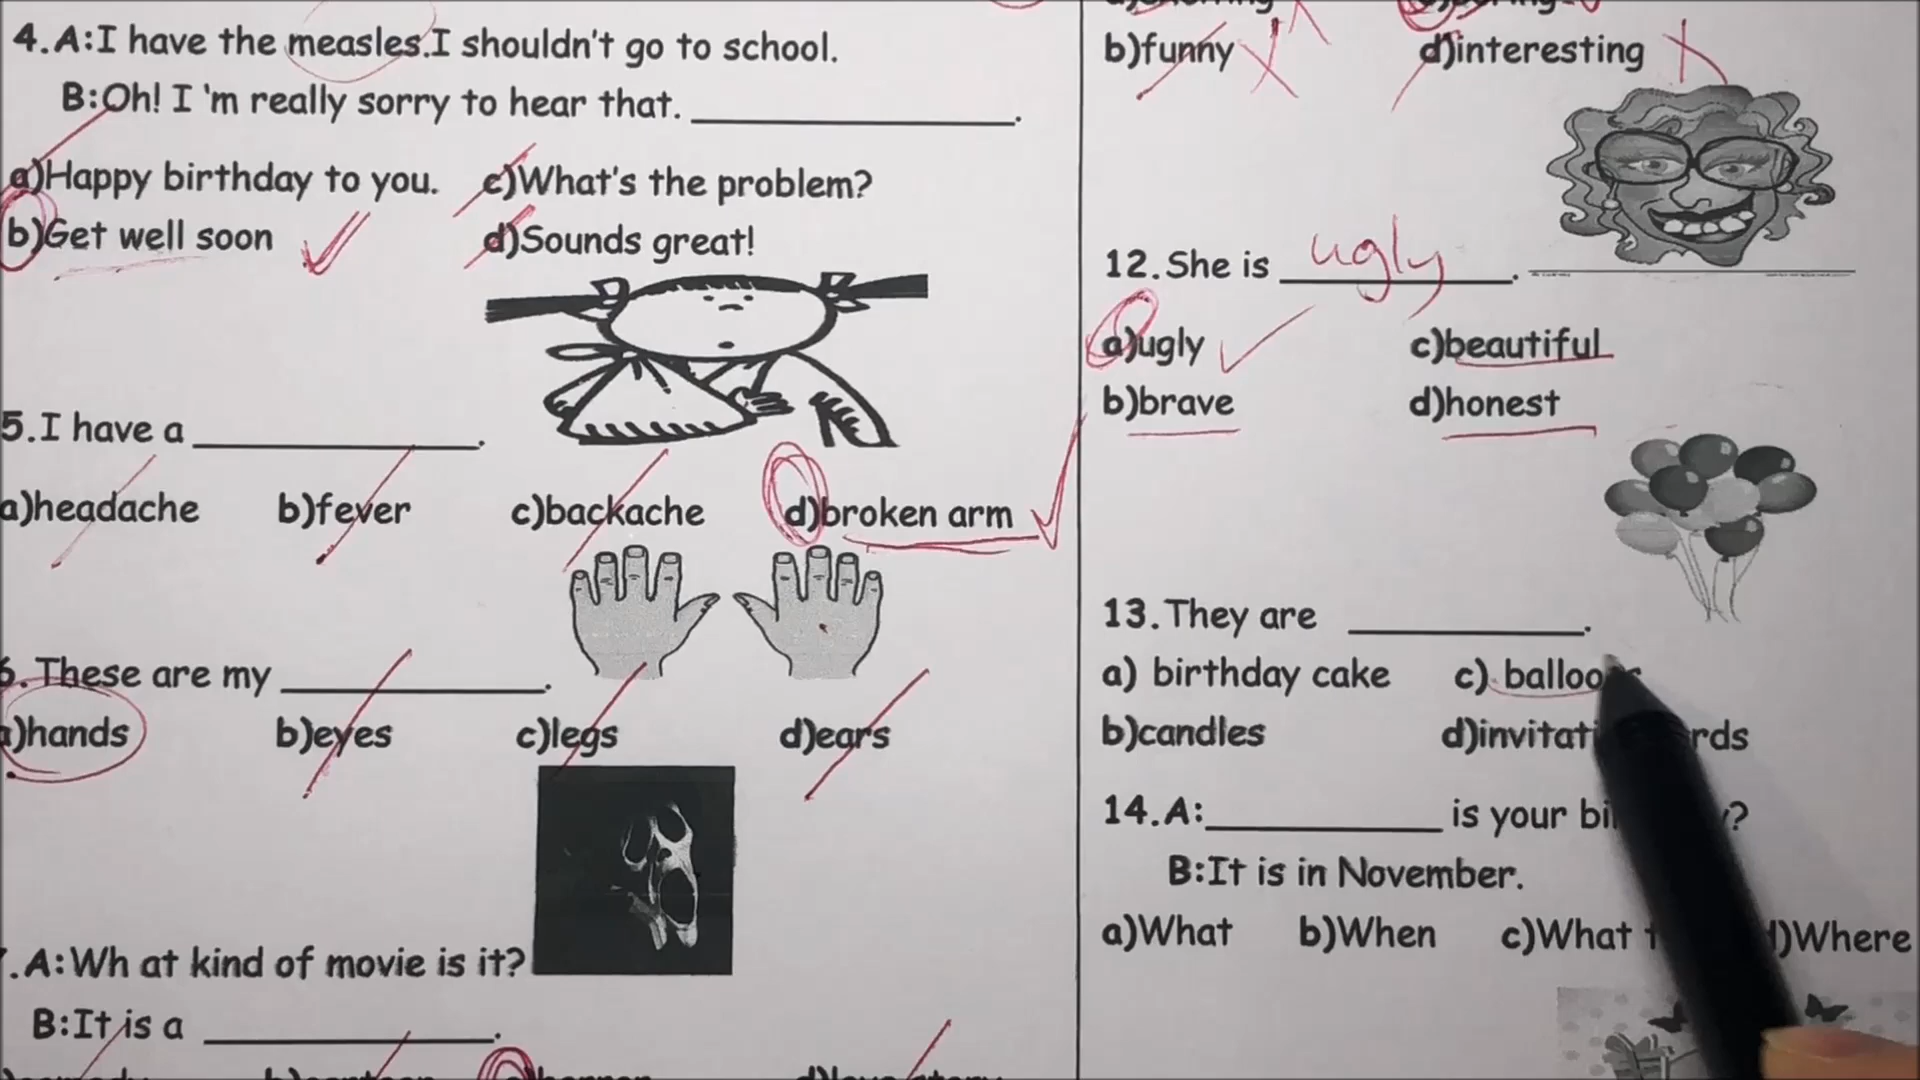 4.A:I have the measles.I shouldn't go to school.
B:Oh! I 'm really sorry to hear that. ____________.
a)Happy birthday to you. c)What's the problem?
b)Get well soon d)Sounds great!
5.I have a ____________.
a)headache b)fever c)backache d)broken arm
6.These are my ____________.
a)hands b)eyes c)legs d)ears
.A:Wh at kind of movie is it?
B:It is a ____________.
b)funny d)interesting
12.She is ugly.
a)ugly c)beautiful
b)brave d)honest
13.They are ____________.
a) birthday cake c)
b)candles
14.A:____________ is your
B:It is in November.
a)What b)When c)What d)Where